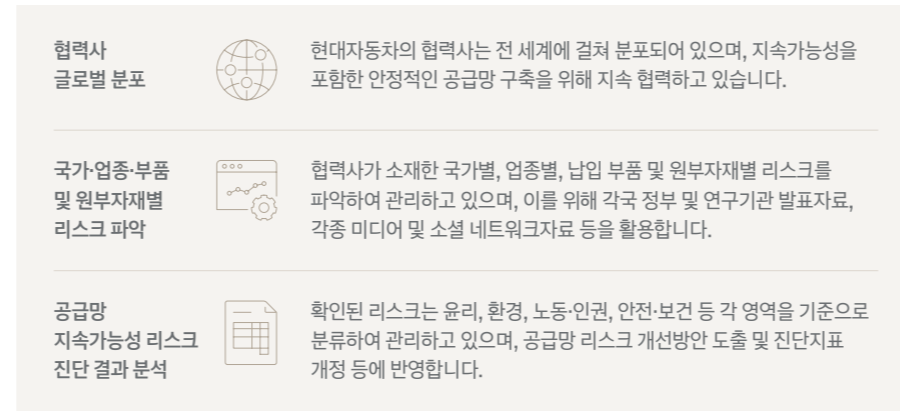 협력사
글로벌 분포
현대자동차의 협력사는 전 세계에 걸쳐 분포되어 있으며, 지속가능성을
포함한 안정적인 공급망 구축을 위해 지속 협력하고 있습니다.
국가·업종·부품
및 원부자재별
리스크 파악
협력사가 소재한 국가별, 업종별, 납입 부품 및 원부자재별 리스크를
파악하여 관리하고 있으며, 이를 위해 각국 정부 및 연구기관 발표자료,
각종 미디어 및 소셜 네트워크자료 등을 활용합니다.
공급망
지속가능성 리스크
진단 결과 분석
확인된 리스크는 윤리, 환경, 노동·인권, 안전·보건 등 각 영역을 기준으로
분류하여 관리하고 있으며, 공급망 리스크 개선방안 도출 및 진단지표
개정 등에 반영합니다.